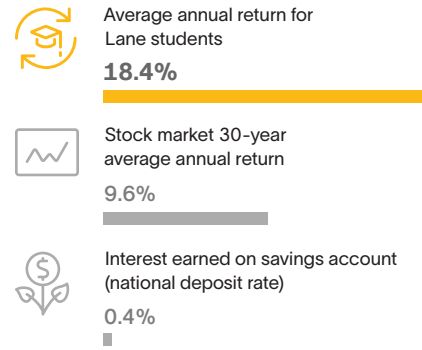 Average annual return for
Lane students
18.4%
Stock market 30-year
average annual return
9.6%
Interest earned on savings account
(national deposit rate)
0.4%